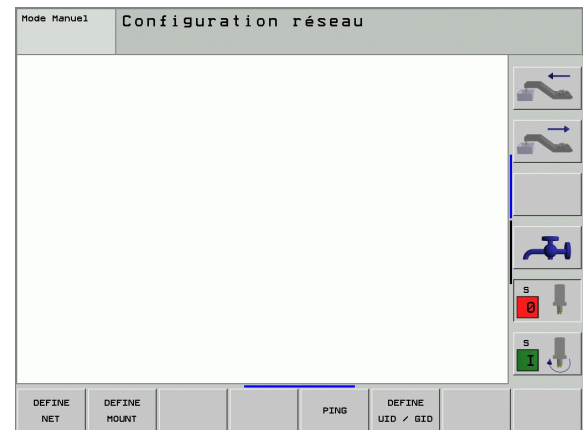 Mode Manuel
Configuration réseau
S
0
S
I
DEFINE
NET
DEFINE
MOUNT
PING
DEFINE
UID / GID